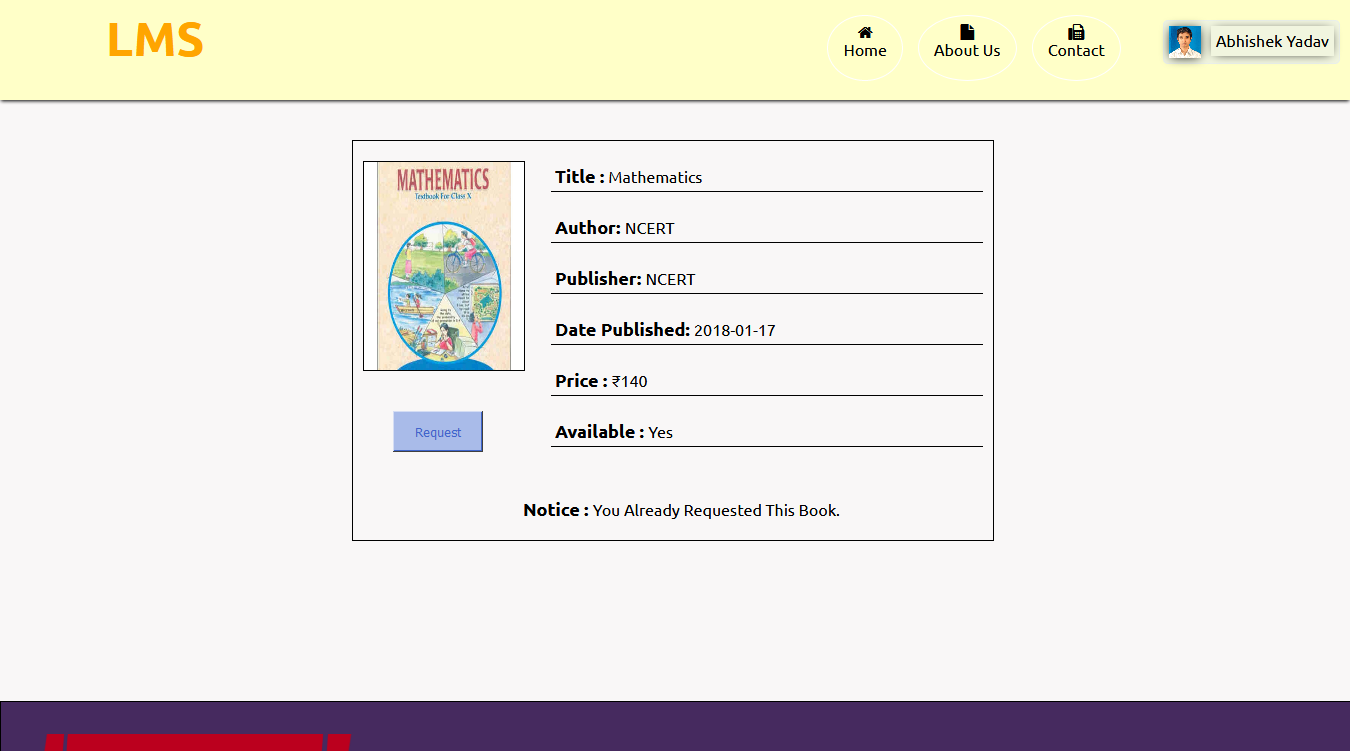 LMS
Home
About Us
Contact
Abhishek Yadav
MATHEMATICS
Textbook For Class X
Title : Mathematics
Author: NCERT
Publisher: NCERT
Date Published: 2018-01-17
Price : ₹140
Available : Yes
Request
Notice : You Already Requested This Book.